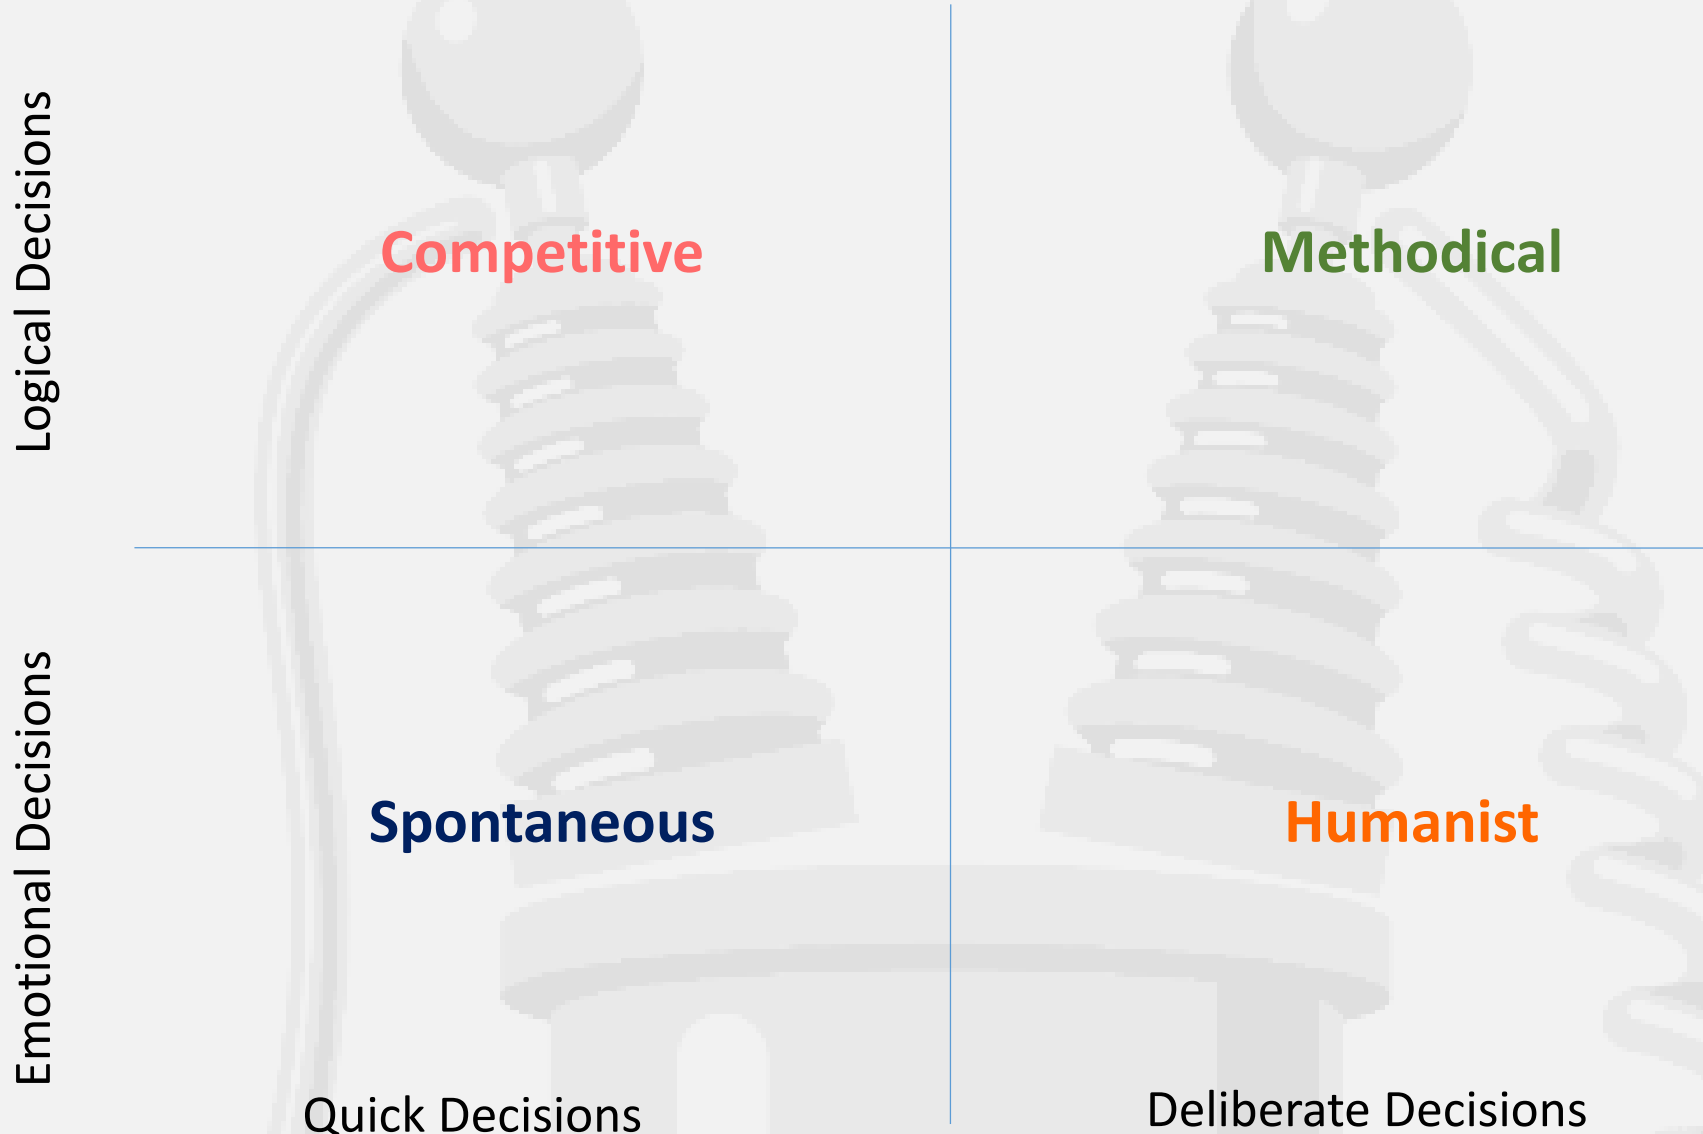 Logical Decisions
Competitive
Methodical
Emotional Decisions
Spontaneous
Humanist
Quick Decisions
Deliberate Decisions